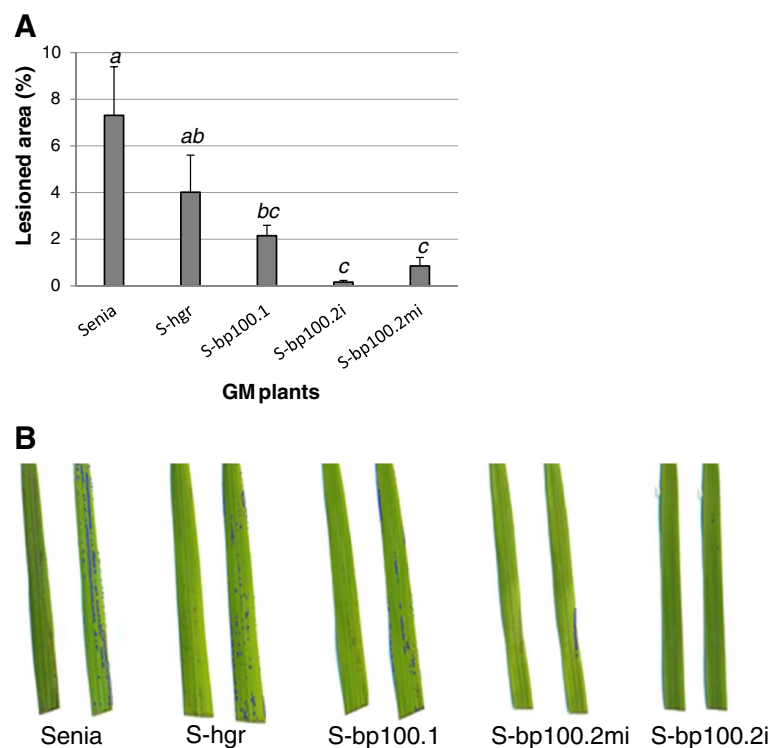 A
10
8
6
4
2
0
Lesioned area (%)
a
ab
bc
c
c
Senia
S-hgr
S-bp100.1
S-bp100.2i
S-bp100.2mi
GM plants
B
Senia S-hgr S-bp100.1 S-bp100.2mi S-bp100.2i